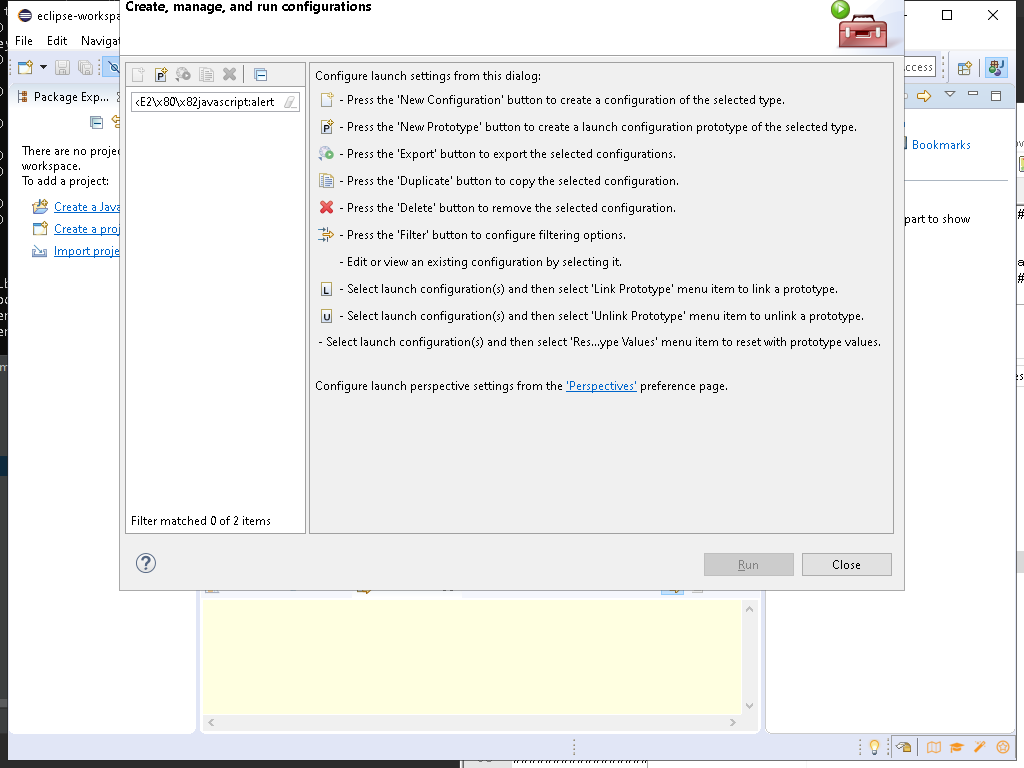 Create, manage, and run configurations
eclipse-workspa
File Edit Navigat
ccess
Package Exp...
<E2\x80\x82javascript:alert
Configure launch settings from this dialog:
- Press the 'New Configuration' button to create a configuration of the selected type.
P - Press the 'New Prototype' button to create a launch configuration prototype of the selected type.
- Press the 'Export' button to export the selected configurations.
- Press the 'Duplicate' button to copy the selected configuration.
- Press the 'Delete' button to remove the selected configuration.
- Press the 'Filter' button to configure filtering options.
- Edit or view an existing configuration by selecting it.
L - Select launch configuration(s) and then select 'Link Prototype' menu item to link a prototype.
U - Select launch configuration(s) and then select 'Unlink Prototype' menu item to unlink a prototype.
- Select launch configuration(s) and then select 'Res...ype Values' menu item to reset with prototype values.
Configure launch perspective settings from the 'Perspectives' preference page.
There are no projec
workspace.
To add a project:
Create a Java
Create a proj
Import proje
Bookmarks
part to show
Filter matched 0 of 2 items
?
Run
Close